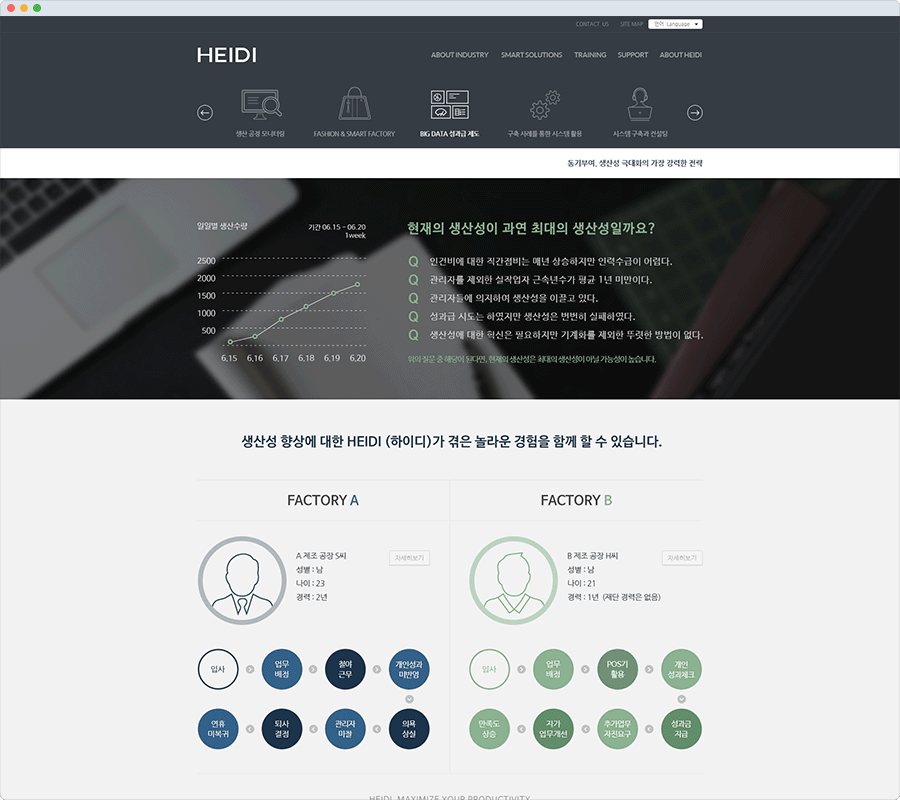 CONTACT US SITE MAP 언어 Language
HEIDI
ABOUT INDUSTRY SMART SOLUTIONS TRAINING SUPPORT ABOUT HEIDI
생산 공정 모니터링 FASHION & SMART FACTORY BIG DATA 성과급 제도 구축 사례를 통한 시스템 활용 시스템 구축과 컨설팅
동기부여, 생산성 극대화의 가장 강력한 전략
일일별 생산수량
기간 06.15 - 06.20
1week
2500
2000
1500
1000
500
6.15 6.16 6.17 6.18 6.19 6.20
현재의 생산성이 과연 최대의 생산성일까요?
Q 인건비에 대한 직간접비는 매년 상승하지만 인력수급이 어렵다.
Q 관리자를 제외한 실작업자 근속년수가 평균 1년 미만이다.
Q 관리자들에 의지하여 생산성을 이끌고 있다.
Q 성과급 시도는 하였지만 생산성은 번번히 실패하였다.
Q 생산성에 대한 혁신은 필요하지만 기계화를 제외한 뚜렷한 방법이 없다.
위의 질문 중 해당이 된다면, 현재의 생산성은 최대의 생산성이 아닐 가능성이 높습니다.
생산성 향상에 대한 HEIDI (하이디)가 겪은 놀라운 경험을 함께 할 수 있습니다.
FACTORY A
A 제조 공장 S씨
자세히보기
성별 : 남
나이 : 23
경력 : 2년
입사
업무
배정
철야
근무
개인성과
미반영
의욕
상실
관리자
마찰
퇴사
결정
연휴
미복귀
FACTORY B
B 제조 공장 H씨
자세히보기
성별 : 남
나이 : 21
경력 : 1년 (재단 경력은 없음)
입사
업무
배정
POS기
활용
개인
성과체크
성과급
지급
추가업무
자진요구
자가
업무개선
만족도
상승
HEIDI, MAXIMIZE YOUR PRODUCTIVITY